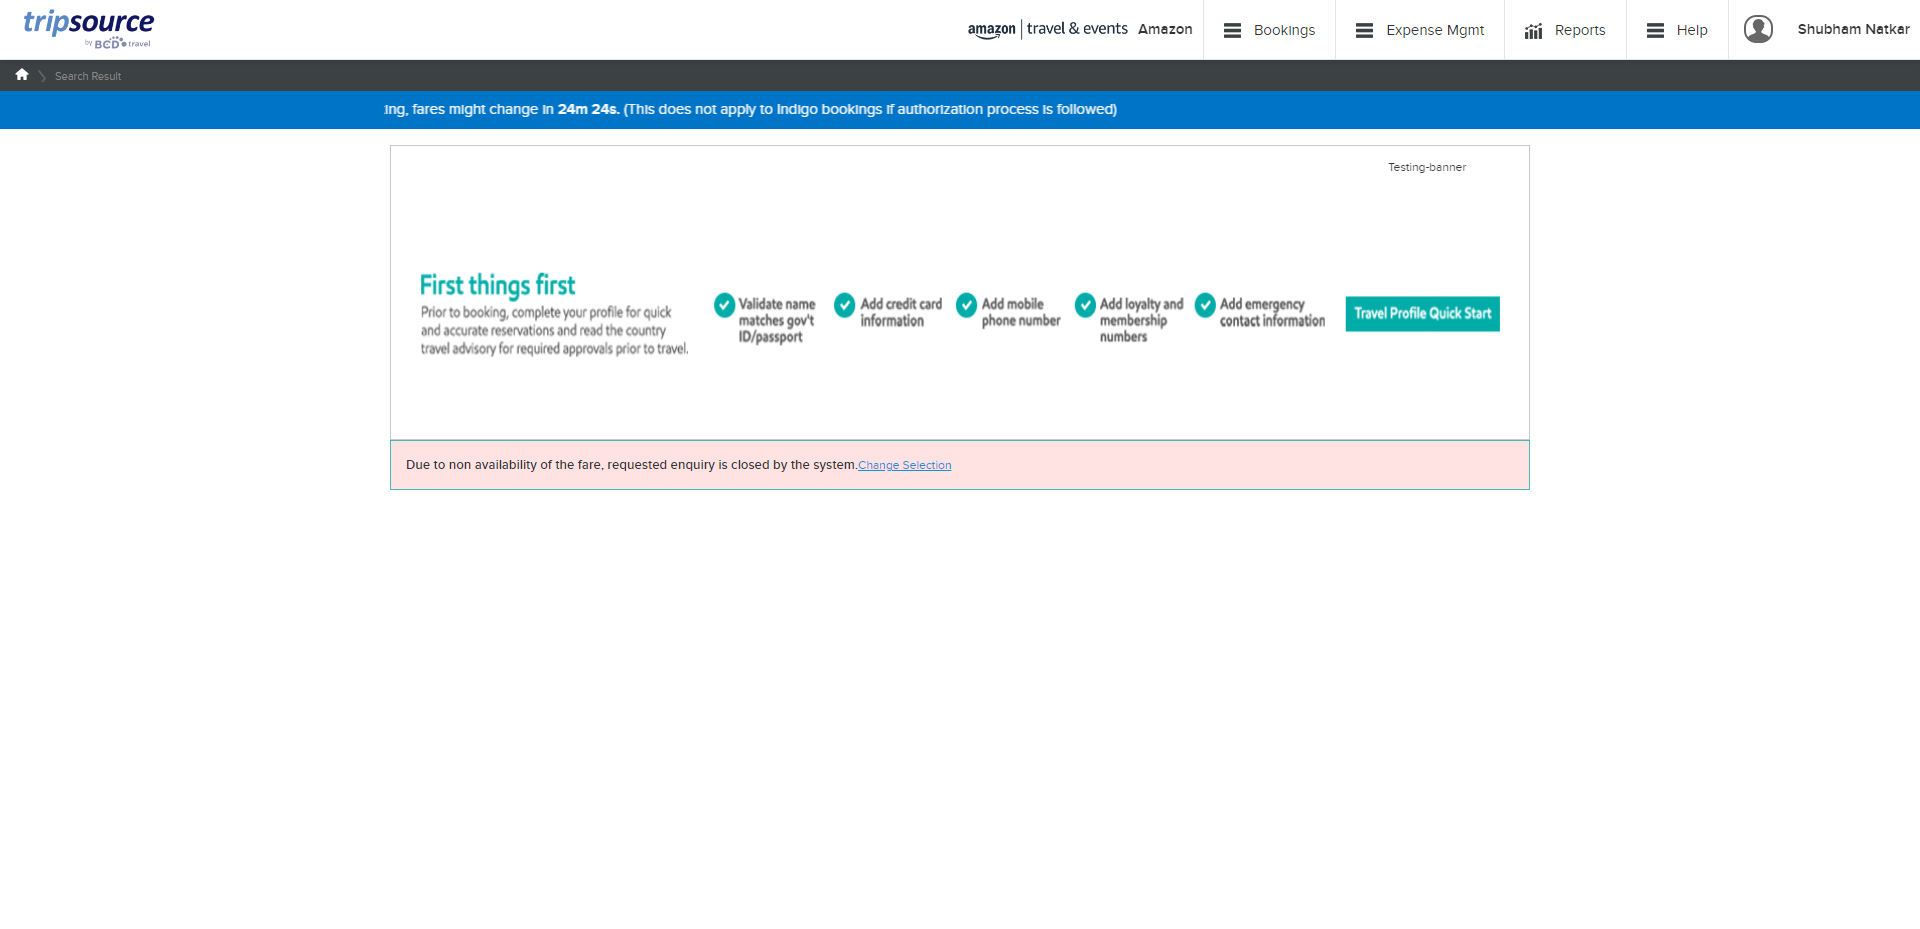 tripsource
by BCD travel
amazon | travel & events Amazon
Bookings
Expense Mgmt
Reports
Help
Shubham Natkar
Search Result
ing, fares might change in 24m 24s. (This does not apply to Indigo bookings if authorization process is followed)
Testing-banner
First things first
Prior to booking, complete your profile for quick
and accurate reservations and read the country
travel advisory for required approvals prior to travel.
Validate name
matches gov't
ID/passport
Add credit card
information
Add mobile
phone number
Add loyalty and
membership
numbers
Add emergency
contact information
Travel Profile Quick Start
Due to non availability of the fare, requested enquiry is closed by the system.Change Selection